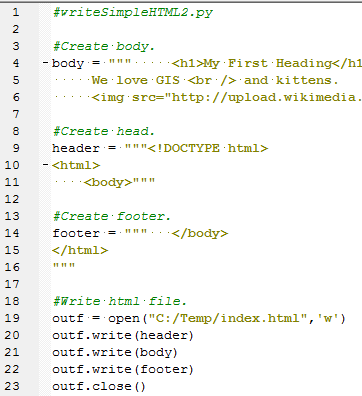 1 #writeSimpleHTML2.py
2
3 #Create body.
4 body = """     <h1>My First Heading</h1
5     We love GIS <br /> and kittens.
6     <img src="http://upload.wikimedia.
7
8 #Create head.
9 header = """<!DOCTYPE html>
10 <html>
11     <body>"""
12
13 #Create footer.
14 footer = """   </body>
15 </html>
16 """
17
18 #Write html file.
19 outf = open("C:/Temp/index.html",'w')
20 outf.write(header)
21 outf.write(body)
22 outf.write(footer)
23 outf.close()